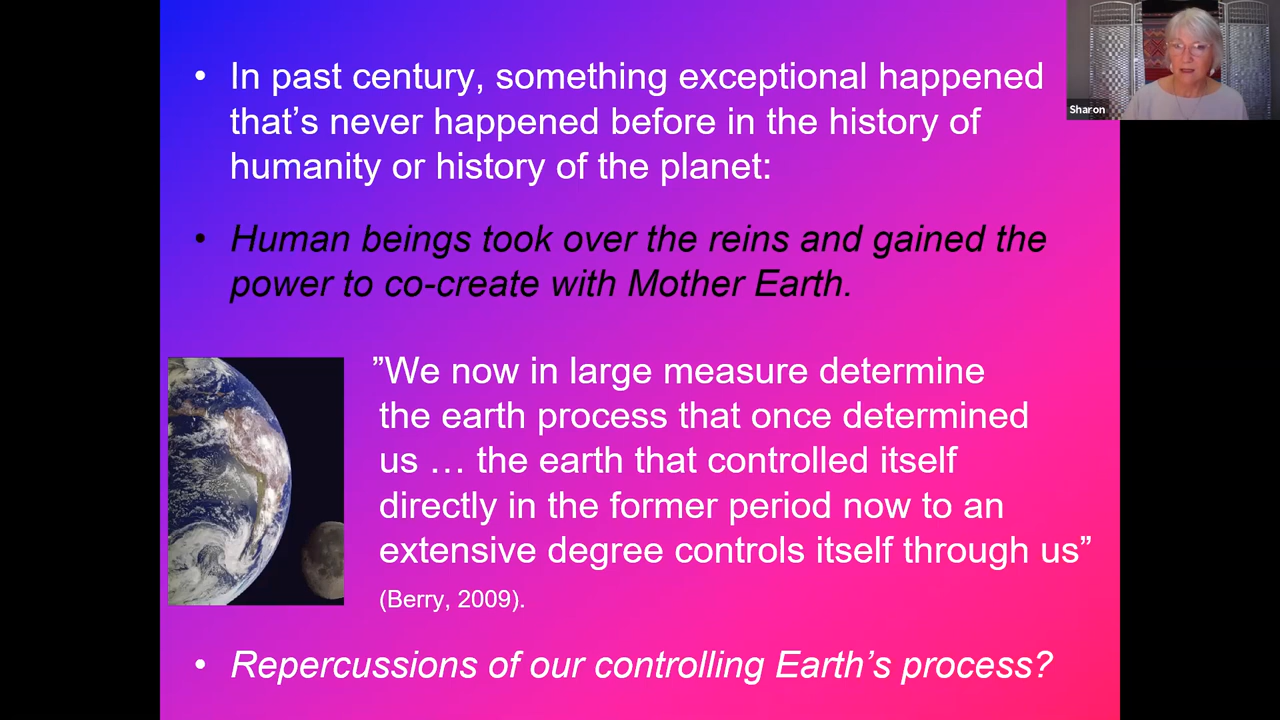 • In past century, something exceptional happened
that’s never happened before in the history of
humanity or history of the planet:
• Human beings took over the reins and gained the
power to co-create with Mother Earth.
”We now in large measure determine
the earth process that once determined
us … the earth that controlled itself
directly in the former period now to an
extensive degree controls itself through us”
(Berry, 2009).
• Repercussions of our controlling Earth’s process?
Sharon